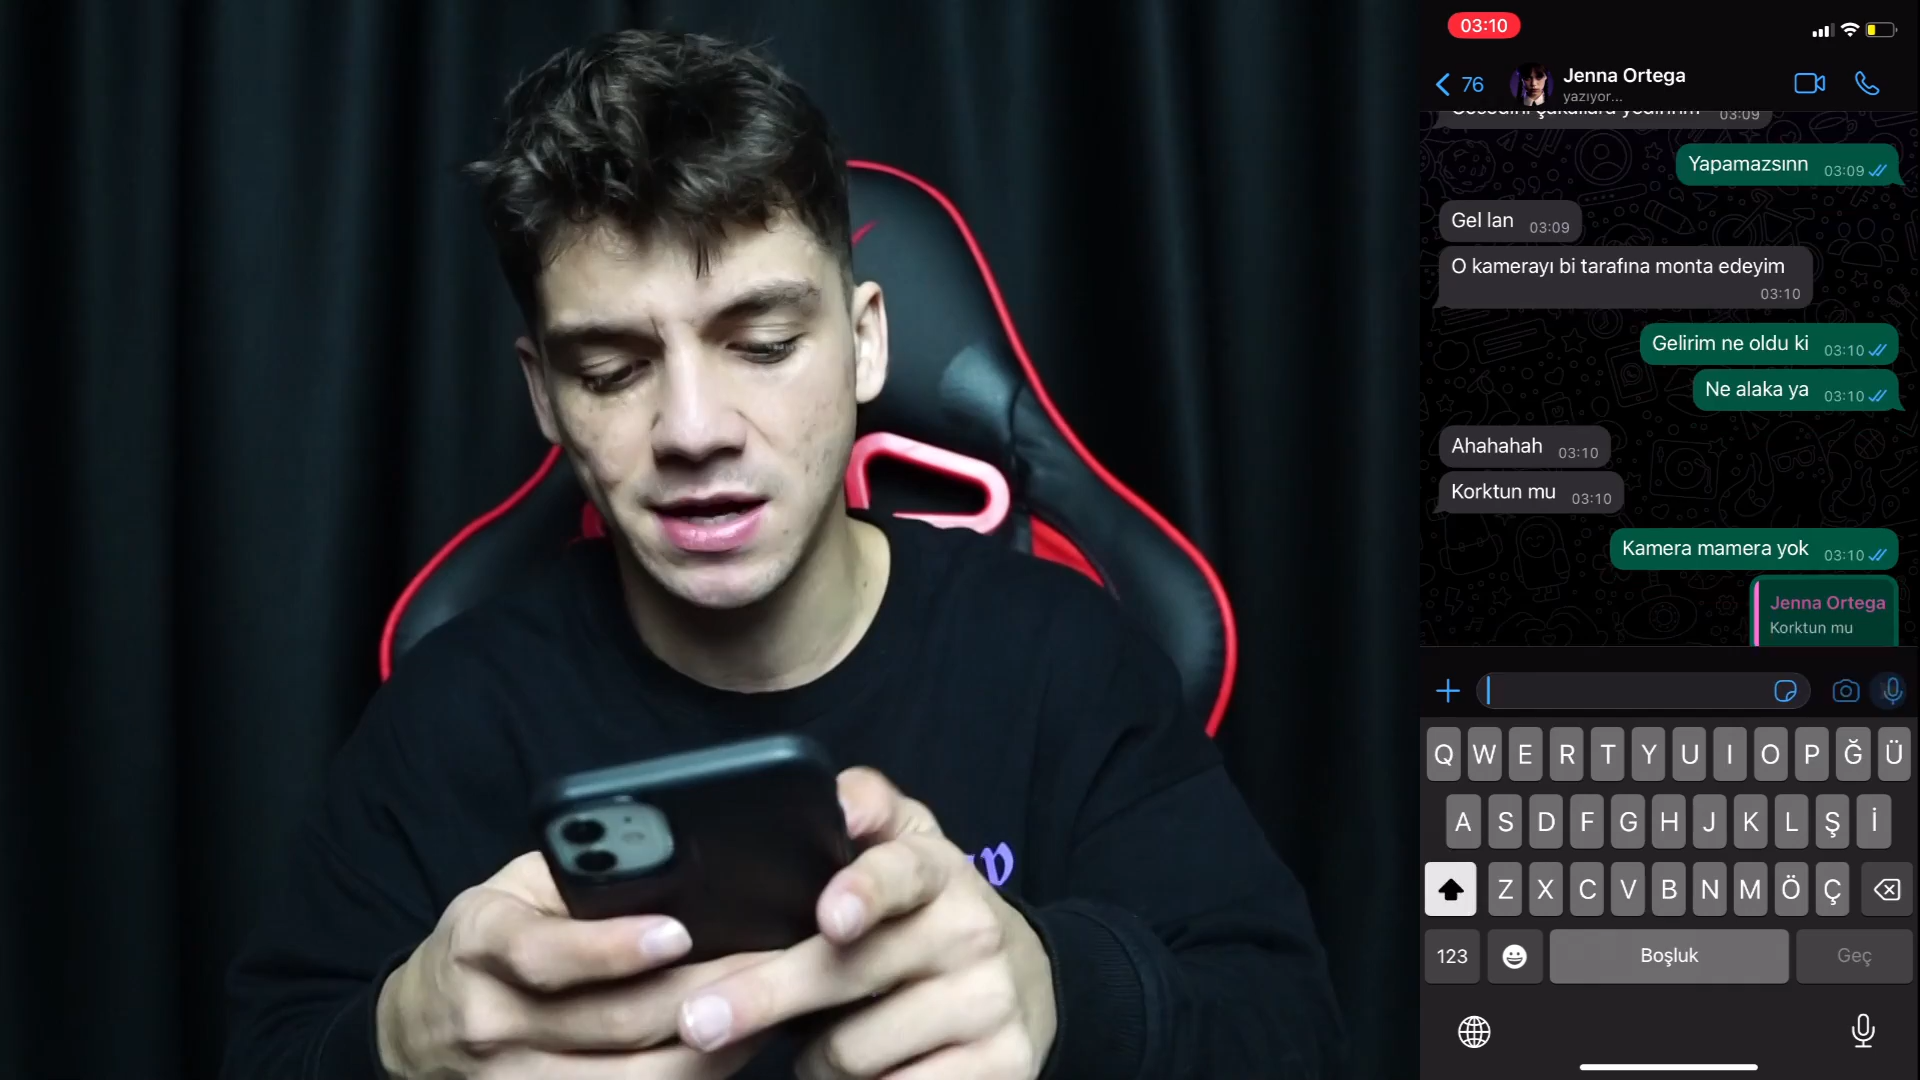 03:10
76
Jenna Ortega
yazıyor...
03:09
Yapamazsınn 03:09
Gel lan 03:09
O kamerayı bi tarafına monta edeyim
03:10
Gelirim ne oldu ki 03:10
Ne alaka ya 03:10
Ahahahah 03:10
Korktun mu 03:10
Kamera mamera yok 03:10
Jenna Ortega
Korktun mu
Q W E R T Y U I O P Ğ Ü
A S D F G H J K L Ş İ
Z X C V B N M Ö Ç
123 Boşluk Geç